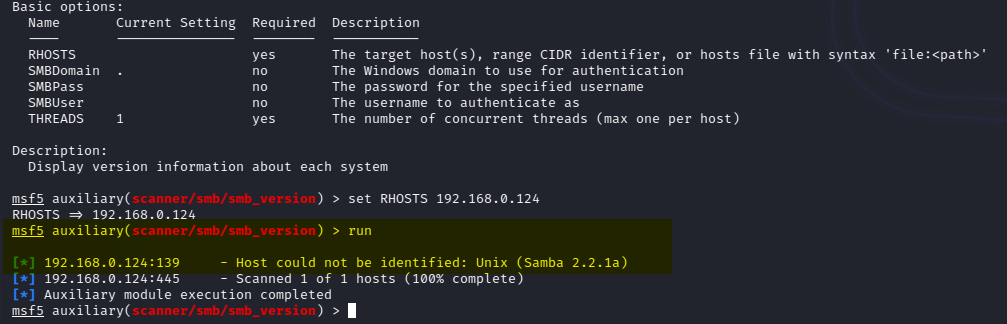 Basic options:
Name Current Setting Required Description
---- --------------- -------- -----------
RHOSTS yes The target host(s), range CIDR identifier, or hosts file with syntax 'file:<path>'
SMBDomain . no The Windows domain to use for authentication
SMBPass no The password for the specified username
SMBUser no The username to authenticate as
THREADS 1 yes The number of concurrent threads (max one per host)
Description:
Display version information about each system
msf5 auxiliary(scanner/smb/smb_version) > set RHOSTS 192.168.0.124
RHOSTS => 192.168.0.124
msf5 auxiliary(scanner/smb/smb_version) > run
[*] 192.168.0.124:139 - Host could not be identified: Unix (Samba 2.2.1a)
[*] 192.168.0.124:445 - Scanned 1 of 1 hosts (100% complete)
[*] Auxiliary module execution completed
msf5 auxiliary(scanner/smb/smb_version) >